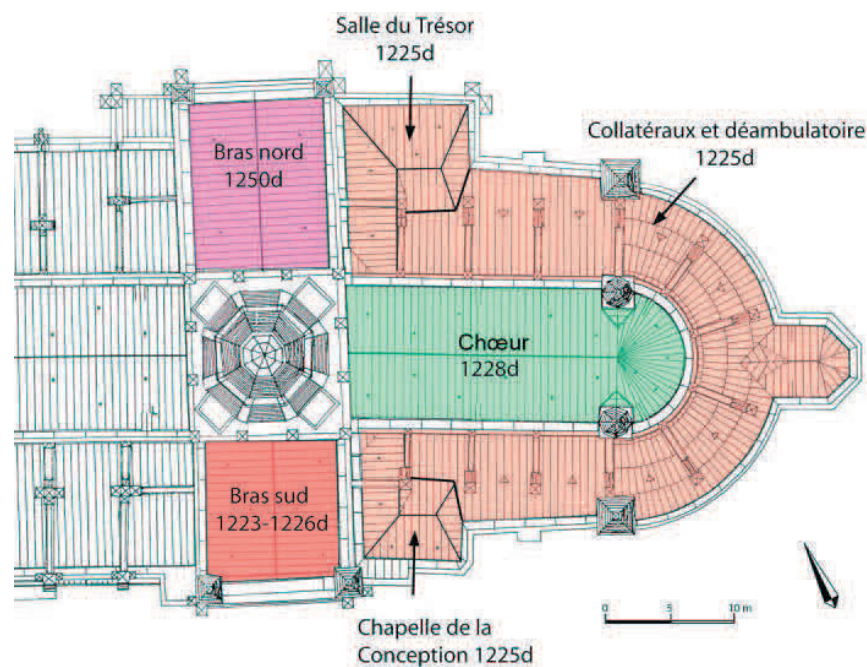 Salle du Trésor
1225d
Collatéraux et déambulatoire
1225d
Bras nord
1250d
Chœur
1228d
Bras sud
1223-1226d
Chapelle de la
Conception 1225d
0 5 10 m